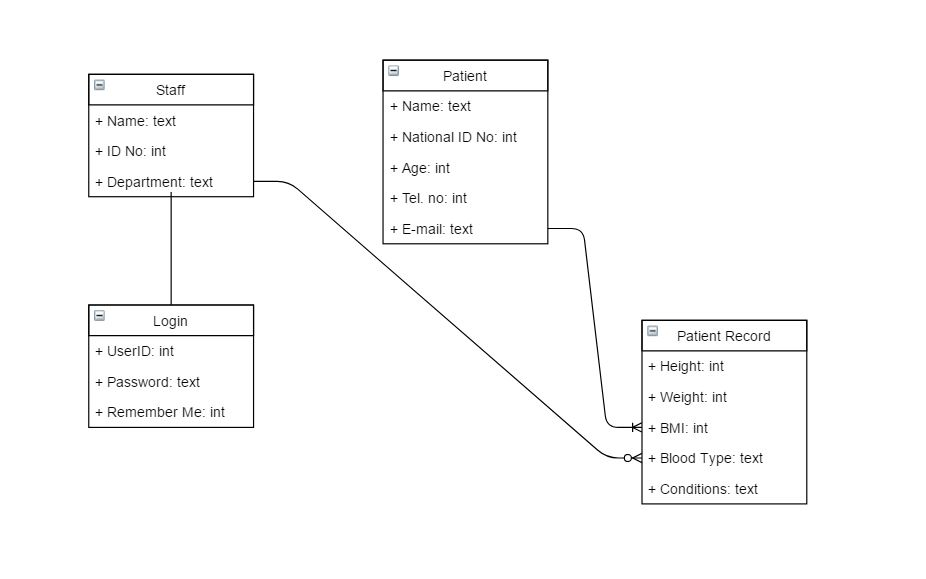 Staff
+ Name: text
+ ID No: int
+ Department: text
Patient
+ Name: text
+ National ID No: int
+ Age: int
+ Tel. no: int
+ E-mail: text
Login
+ UserID: int
+ Password: text
+ Remember Me: int
Patient Record
+ Height: int
+ Weight: int
+ BMI: int
+ Blood Type: text
+ Conditions: text